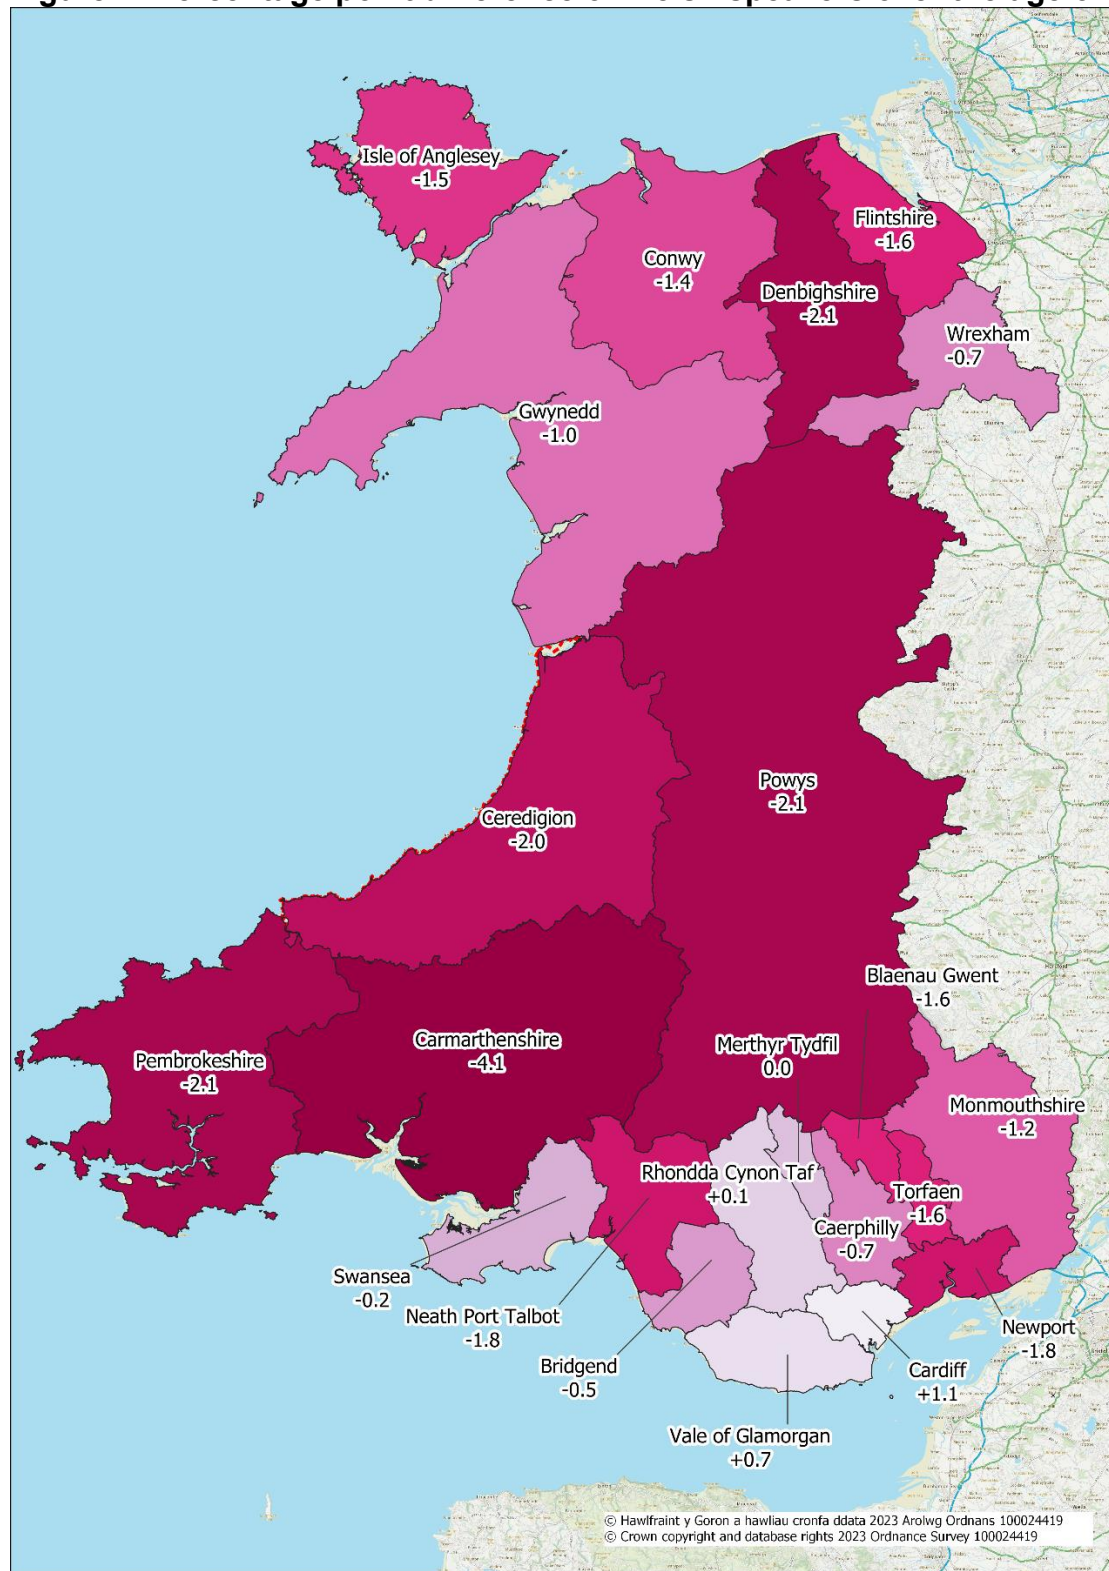 Isle of Anglesey
-1.5
Flintshire
-1.6
Conwy
-1.4
Denbighshire
-2.1
Wrexham
-0.7
Gwynedd
-1.0
Powys
-2.1
Ceredigion
-2.0
Blaenau Gwent
-1.6
Carmarthenshire
-4.1
Merthyr Tydfil
0.0
Pembrokeshire
-2.1
Monmouthshire
-1.2
Rhondda Cynon Taf
+0.1
Torfaen
-1.6
Caerphilly
-0.7
Swansea
-0.2
Neath Port Talbot
-1.8
Newport
-1.8
Bridgend
-0.5
Cardiff
+1.1
Vale of Glamorgan
+0.7
© Hawlfraint y Goron a hawliau cronfa ddata 2023 Arolwg Ordnans 100024419
© Crown copyright and database rights 2023 Ordnance Survey 100024419